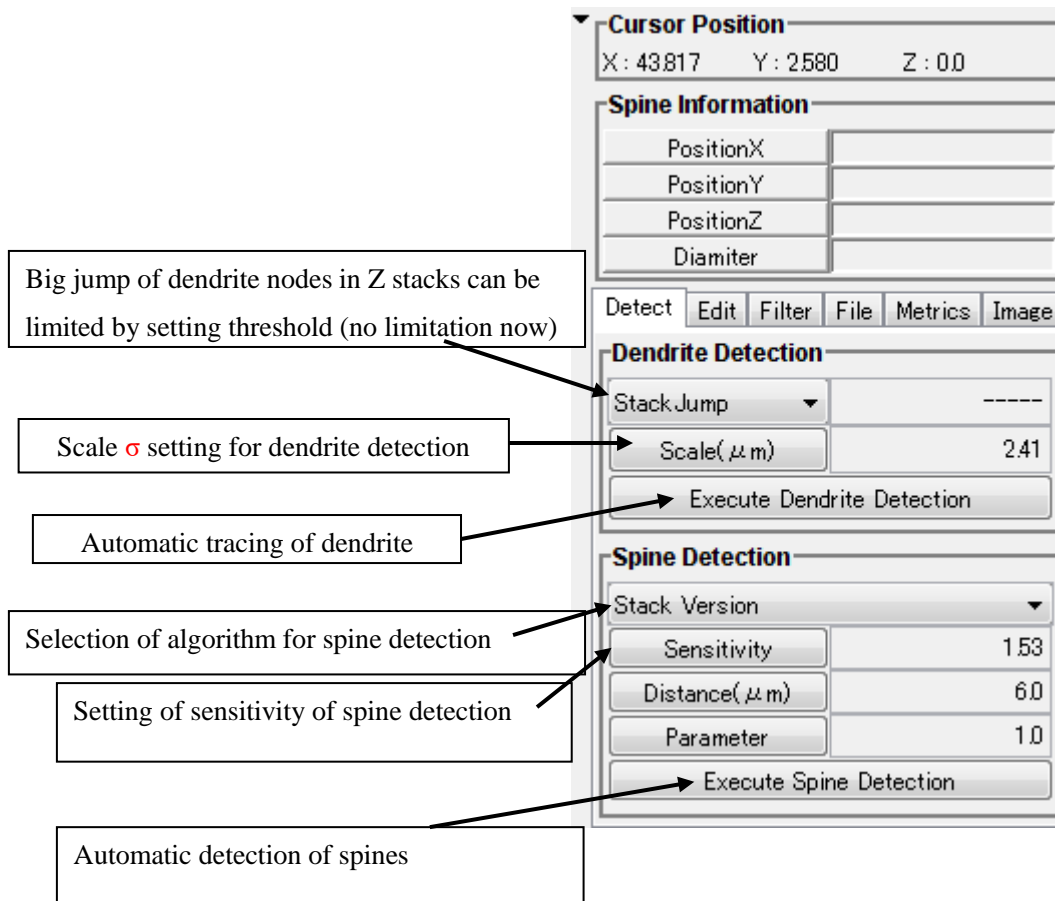 Cursor Position
X : 43.817 Y : 2.580 Z : 0.0
Spine Information
PositionX
PositionY
PositionZ
Diamiter
Big jump of dendrite nodes in Z stacks can be
limited by setting threshold (no limitation now)
Detect Edit Filter File Metrics Image
Dendrite Detection
StackJump -----
Scale σ setting for dendrite detection
Scale(μm) 2.41
Execute Dendrite Detection
Automatic tracing of dendrite
Spine Detection
Stack Version
Selection of algorithm for spine detection
Sensitivity 1.53
Setting of sensitivity of spine detection
Distance(μm) 6.0
Parameter 1.0
Execute Spine Detection
Automatic detection of spines